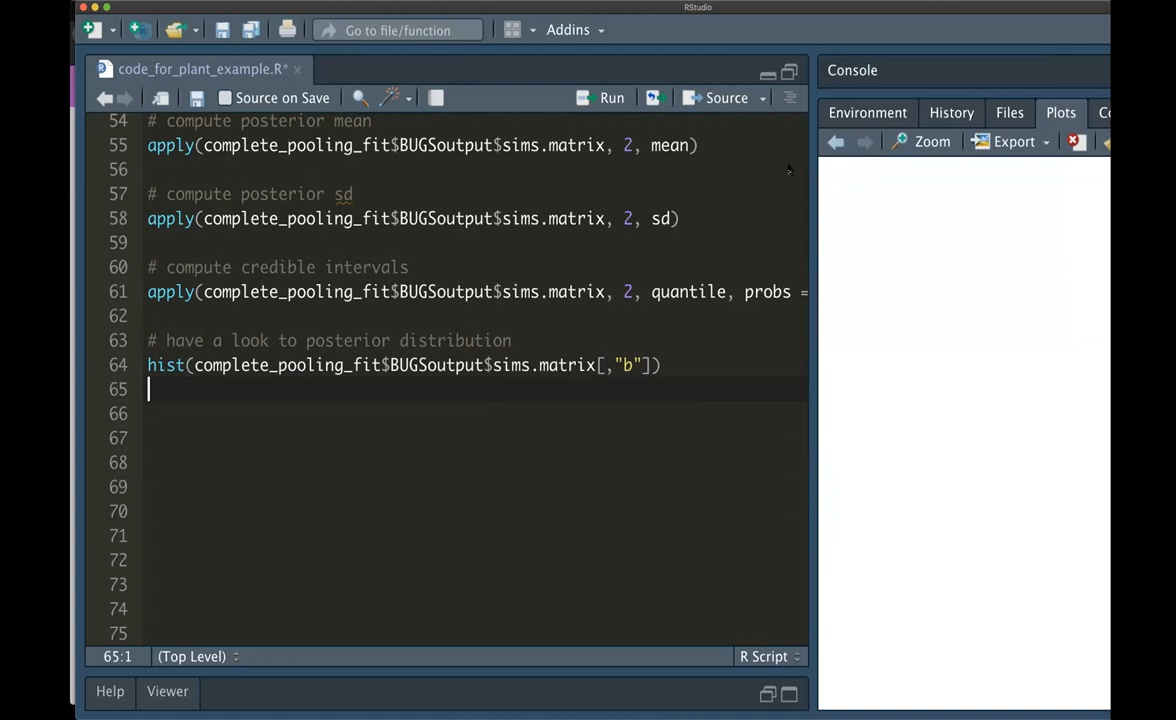 RStudio
Go to file/function
Addins
code_for_plant_example.R*
Source on Save
Run
Source
54 # compute posterior mean
55 apply(complete_pooling_fit$BUGSoutput$sims.matrix, 2, mean)
56
57 # compute posterior sd
58 apply(complete_pooling_fit$BUGSoutput$sims.matrix, 2, sd)
59
60 # compute credible intervals
61 apply(complete_pooling_fit$BUGSoutput$sims.matrix, 2, quantile, probs =
62
63 # have a look to posterior distribution
64 hist(complete_pooling_fit$BUGSoutput$sims.matrix[,"b"])
65
66
67
68
69
70
71
72
73
74
75
65:1 (Top Level) R Script
Help Viewer
Console
Environment History Files Plots Co
Zoom Export